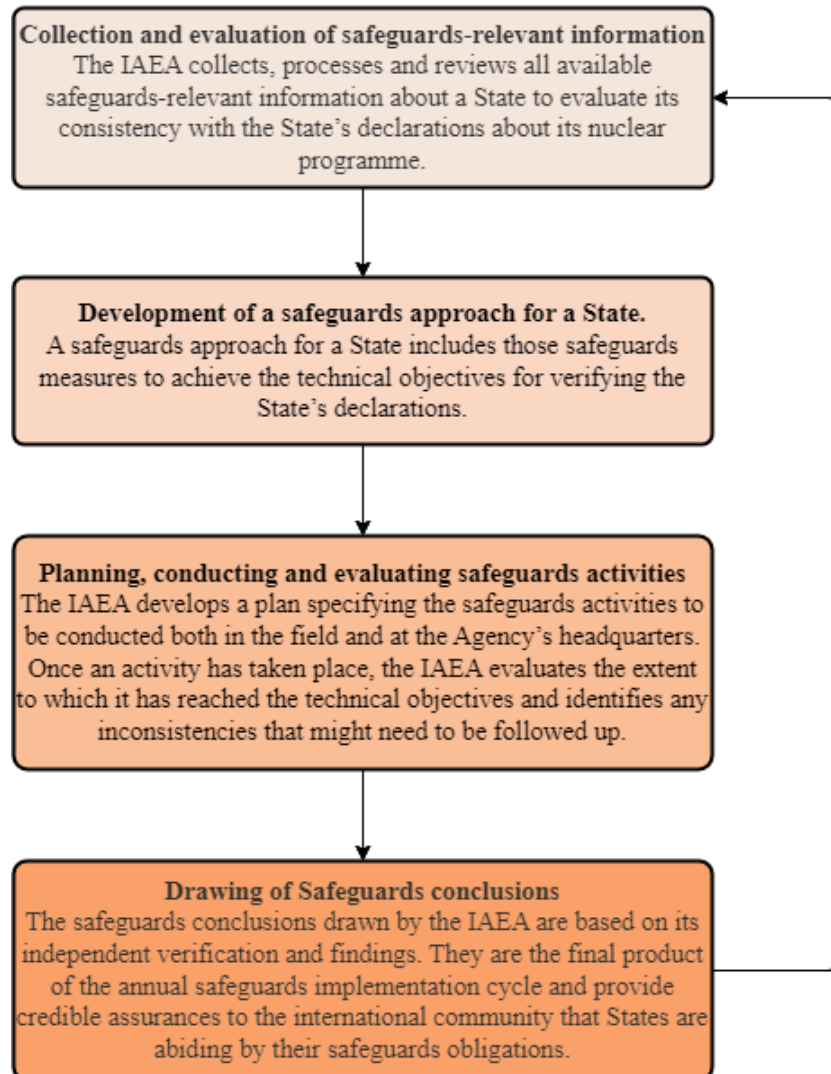 Collection and evaluation of safeguards-relevant information
The IAEA collects, processes and reviews all available
safeguards-relevant information about a State to evaluate its
consistency with the State’s declarations about its nuclear
programme.
Development of a safeguards approach for a State.
A safeguards approach for a State includes those safeguards
measures to achieve the technical objectives for verifying the
State’s declarations.
Planning, conducting and evaluating safeguards activities
The IAEA develops a plan specifying the safeguards activities to
be conducted both in the field and at the Agency’s headquarters.
Once an activity has taken place, the IAEA evaluates the extent
to which it has reached the technical objectives and identifies any
inconsistencies that might need to be followed up.
Drawing of Safeguards conclusions
The safeguards conclusions drawn by the IAEA are based on its
independent verification and findings. They are the final product
of the annual safeguards implementation cycle and provide
credible assurances to the international community that States are
abiding by their safeguards obligations.